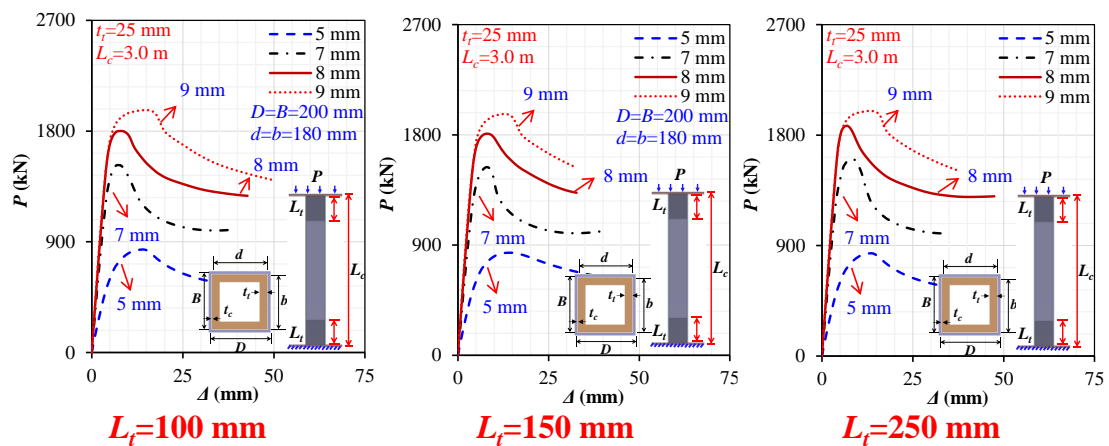 2700
1800
900
0
P (kN)
t_t=25 mm
L_c=3.0 m
5 mm
7 mm
8 mm
9 mm
9 mm
D=B=200 mm
d=b=180 mm
8 mm
P
7 mm
5 mm
L_t
L_c
L_t
d
B
t_t
b
t_c
D
0
25
50
75
Δ (mm)
L_t=100 mm
2700
1800
900
0
P (kN)
t_t=25 mm
L_c=3.0 m
5 mm
7 mm
8 mm
9 mm
9 mm
D=B=200 mm
d=b=180 mm
8 mm
P
7 mm
5 mm
L_t
L_c
L_t
d
B
t_t
b
t_c
D
0
25
50
75
Δ (mm)
L_t=150 mm
2700
1800
900
0
P (kN)
t_t=25 mm
L_c=3.0 m
5 mm
7 mm
8 mm
9 mm
9 mm
8 mm
P
7 mm
5 mm
L_t
L_c
L_t
d
B
t_t
b
t_c
D
0
25
50
75
Δ (mm)
L_t=250 mm